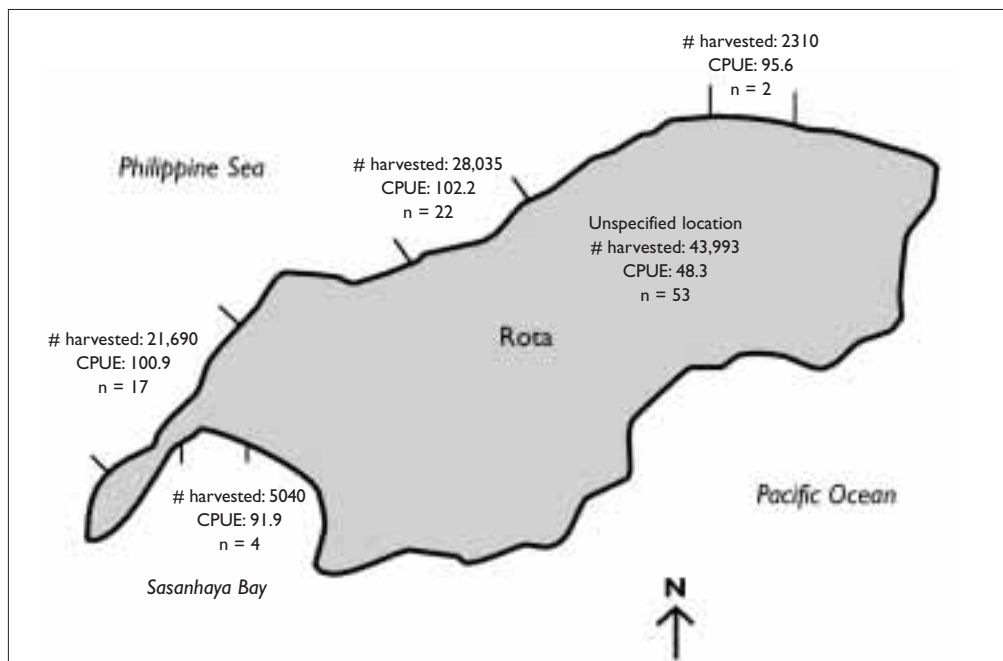 # harvested: 2310
CPUE: 95.6
n = 2
Philippine Sea
# harvested: 28,035
CPUE: 102.2
n = 22
Unspecified location
# harvested: 43,993
CPUE: 48.3
n = 53
Rota
# harvested: 21,690
CPUE: 100.9
n = 17
# harvested: 5040
CPUE: 91.9
n = 4
Pacific Ocean
Sasanhaya Bay
N